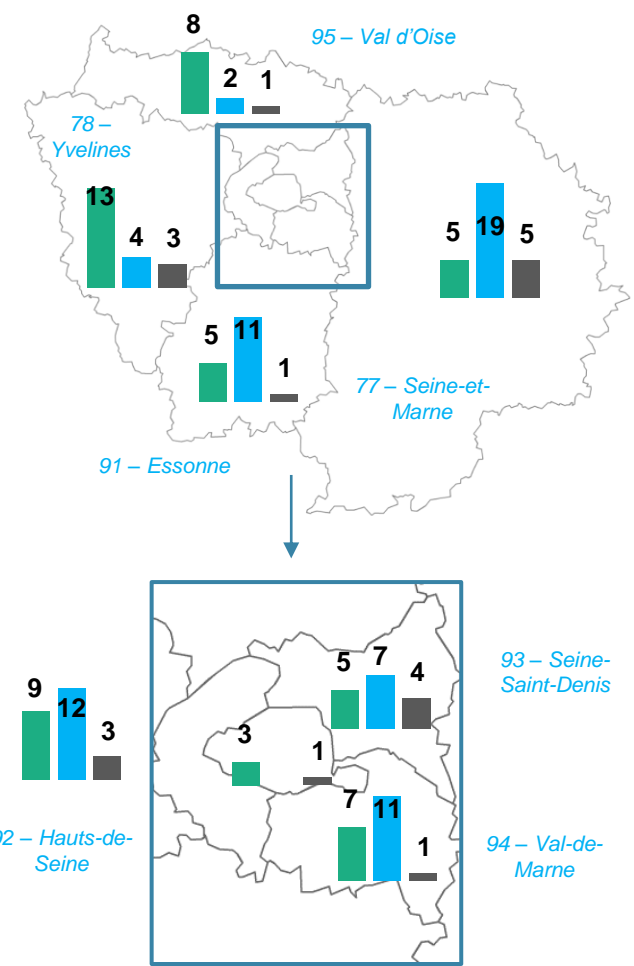 8
95 – Val d'Oise
2
1
78 –
Yvelines
13
4
3
5
19
5
5
11
1
77 – Seine-et-
Marne
91 – Essonne
5
7
4
93 – Seine-
Saint-Denis
9
12
3
3
1
7
11
1
– Hauts-de-
Seine
94 – Val-de-
Marne